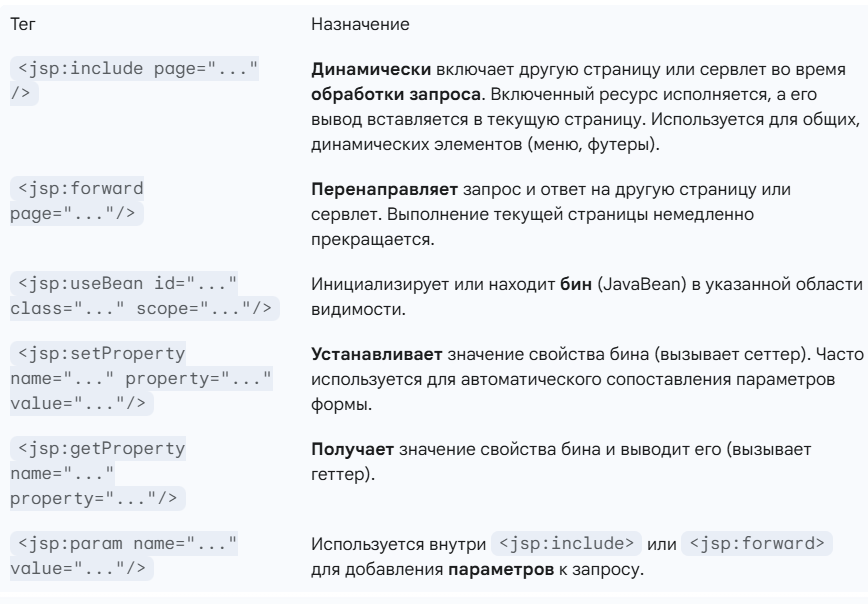 Тег Назначение
<jsp:include page="..." Динамически включает другую страницу или сервлет во время
/> обработки запроса. Включенный ресурс исполняется, а его
вывод вставляется в текущую страницу. Используется для общих,
динамических элементов (меню, футеры).
<jsp:forward Перенаправляет запрос и ответ на другую страницу или
page="..."/> сервлет. Выполнение текущей страницы немедленно
прекращается.
<jsp:useBean id="..." Инициализирует или находит бин (JavaBean) в указанной области
class="..." scope="..."/> видимости.
<jsp:setProperty Устанавливает значение свойства бина (вызывает сеттер). Часто
name="..." property="..." используется для автоматического сопоставления параметров
value="..."/> формы.
<jsp:getProperty Получает значение свойства бина и выводит его (вызывает
name="..." геттер).
property="..."/>
<jsp:param name="..." Используется внутри <jsp:include> или <jsp:forward>
value="..."/> для добавления параметров к запросу.